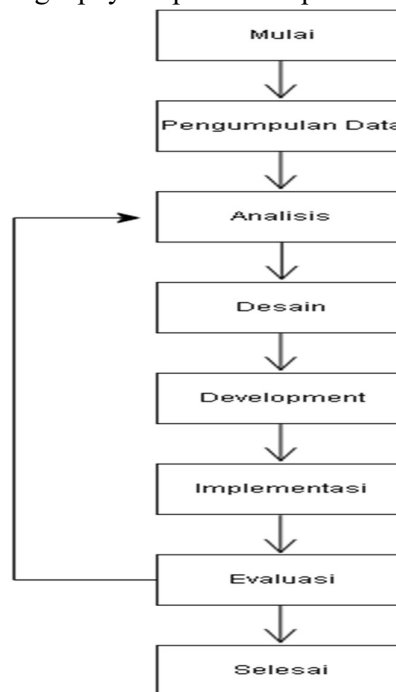 Mulai
Pengumpulan Data
Analisis
Desain
Development
Implementasi
Evaluasi
Selesai